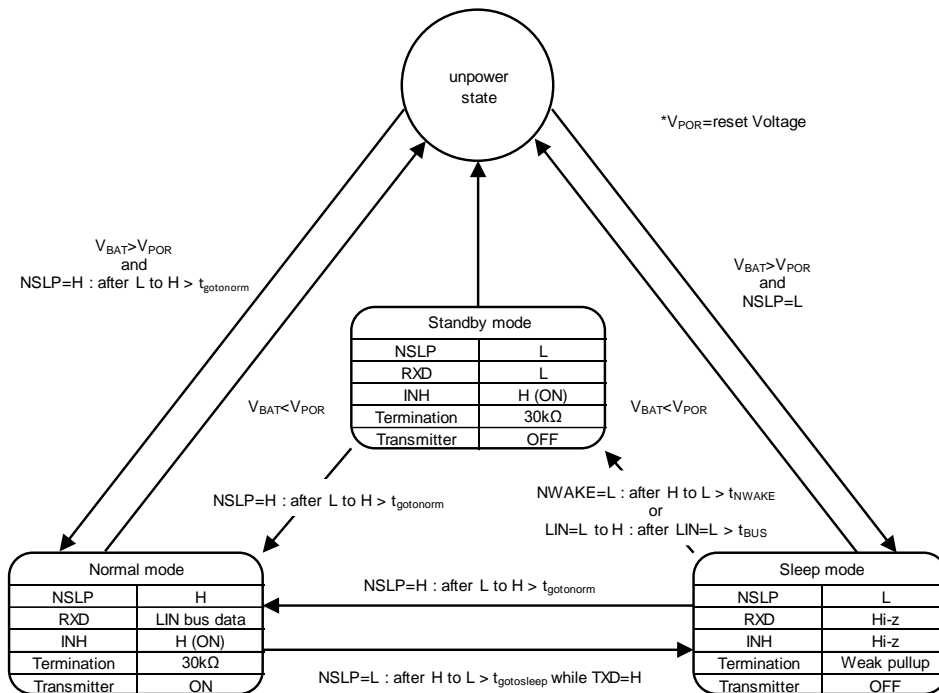 unpower
state
*VPOR=reset Voltage
VBAT>VPOR
and
NSLP=H : after L to H > tgotonorm
VBAT>VPOR
and
NSLP=L
Standby mode
NSLP L
RXD L
INH H (ON)
Termination 30kΩ
Transmitter OFF
VBAT<VPOR
VBAT<VPOR
NSLP=H : after L to H > tgotonorm
NWAKE=L : after H to L > tNWAKE
or
LIN=L to H : after LIN=L > tBUS
Normal mode
NSLP H
RXD LIN bus data
INH H (ON)
Termination 30kΩ
Transmitter ON
NSLP=H : after L to H > tgotonorm
NSLP=L : after H to L > tgotosleep while TXD=H
Sleep mode
NSLP L
RXD Hi-z
INH Hi-z
Termination Weak pullup
Transmitter OFF